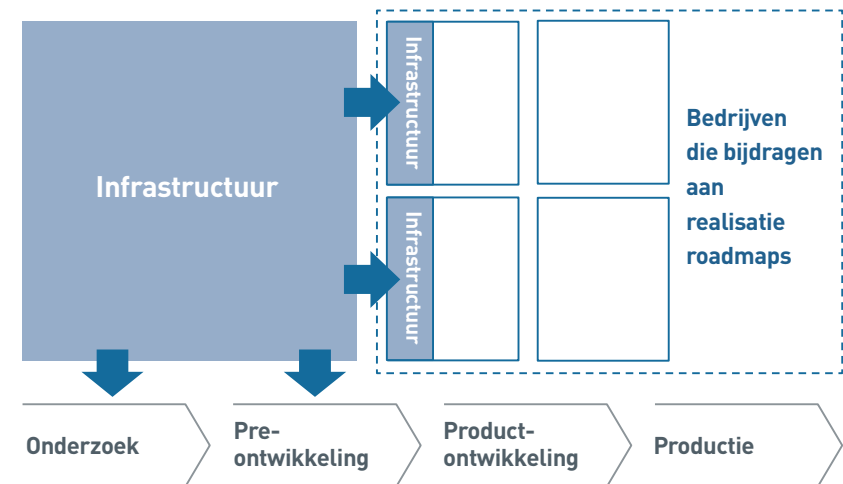 Infrastructuur
Infrastructuur
Infrastructuur
Bedrijven
die bijdragen
aan
realisatie
roadmaps
Onderzoek
Pre-
ontwikkeling
Product-
ontwikkeling
Productie